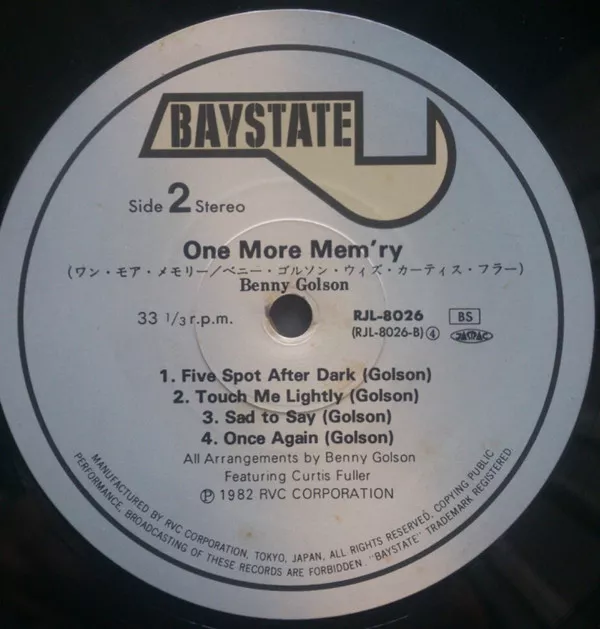 BAYSTATE
Side 2 Stereo
One More Mem'ry
(ワン・モア・メモリー/ベニー・ゴルソン・ウィズ・カーティス・フラー)
Benny Golson
33 1/3 r.p.m.
RJL-8026 BS
(RJL-8026-B) ④ JASRAC
1. Five Spot After Dark (Golson)
2. Touch Me Lightly (Golson)
3. Sad to Say (Golson)
4. Once Again (Golson)
All Arrangements by Benny Golson
Featuring Curtis Fuller
Ⓟ 1982 RVC CORPORATION
MANUFACTURED BY RVC CORPORATION, TOKYO, JAPAN, ALL RIGHTS RESERVED, COPYING PUBLIC
PERFORMANCE, BROADCASTING OF THESE RECORDS ARE FORBIDDEN. "BAYSTATE" TRADEMARK REGISTERED.